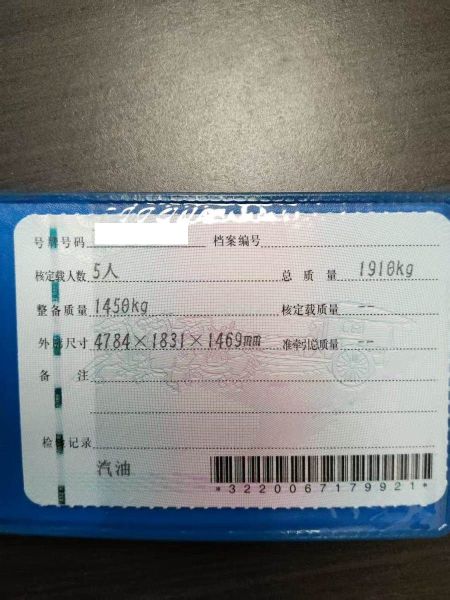 号牌号码 档案编号
核定载人数 5人 总质量 1910kg
整备质量 1450kg 核定载质量 --
外廓尺寸 4784×1831×1469mm 准牵引总质量 --
备注
检验记录
汽油
*3220067179921*